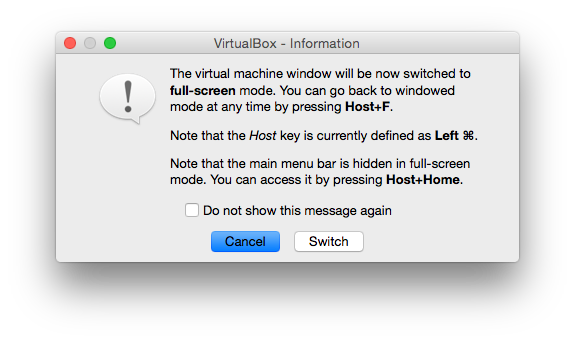 VirtualBox - Information
The virtual machine window will be now switched to
full-screen mode. You can go back to windowed
mode at any time by pressing Host+F.
Note that the Host key is currently defined as Left ⌘.
Note that the main menu bar is hidden in full-screen
mode. You can access it by pressing Host+Home.
Do not show this message again
Cancel Switch